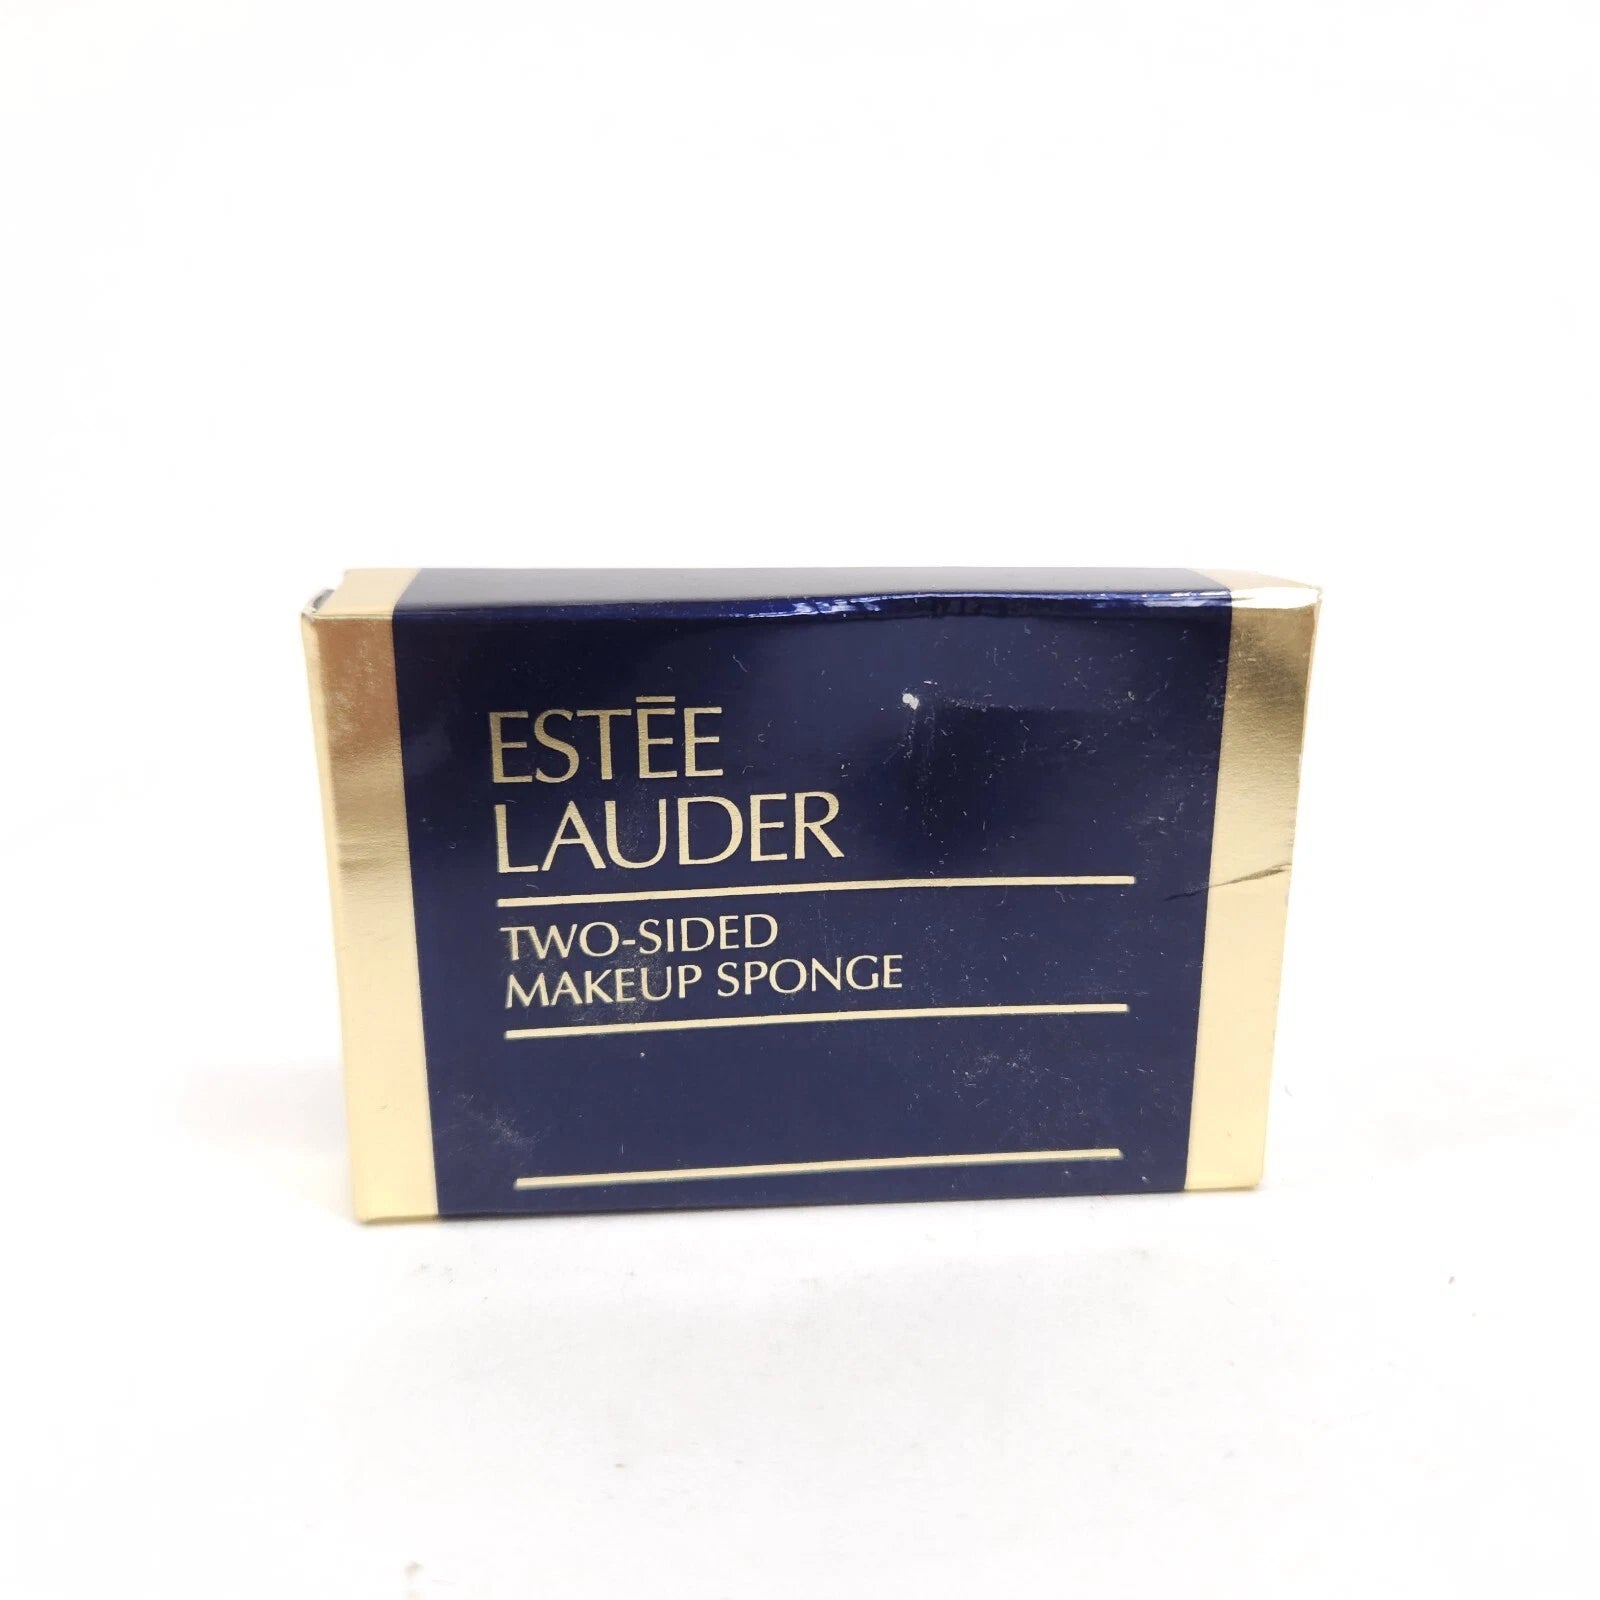 ESTĒE
LAUDER
TWO-SIDED
MAKEUP SPONGE